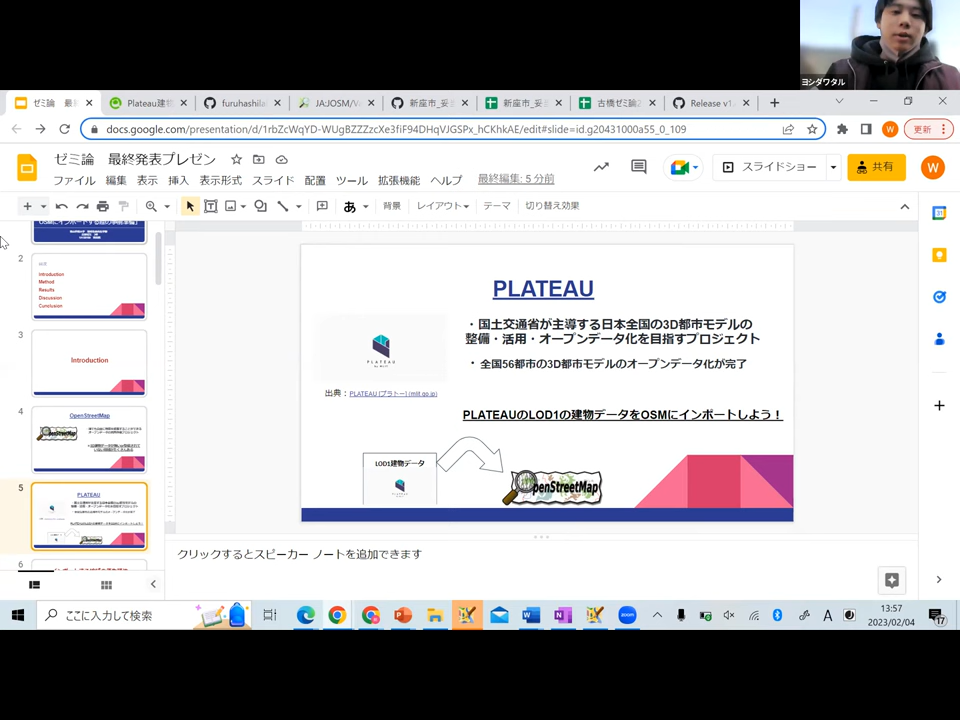 ヨシダワタル
ゼミ論 最
Plateau建物
furuhashila
JA:JOSM/V
新座市_妥
新座市_妥
古橋ゼミ論2
Release v1.
docs.google.com/presentation/d/1rbZcWqYD-WUgBZZZzcXe3fiF94DHqVJGSPx_hCKhkAE/edit#slide=id.g20431000a55_0_109
更新
ゼミ論 最終発表プレゼン
ファイル 編集 表示 挿入 表示形式 スライド 配置 ツール 拡張機能 ヘルプ 最終編集: 5 分前
スライドショー
共有
W
あ 背景 レイアウト テーマ 切り替え効果
2
Introduction
Method
Results
Discussion
Conclusion
3
Introduction
4
OpenStreetMap
5
PLATEAU
6
PLATEAU
・国土交通省が主導する日本全国の3D都市モデルの
整備・活用・オープンデータ化を目指すプロジェクト
・全国56都市の3D都市モデルのオープンデータ化が完了
PLATEAU
by MLIT
出典：PLATEAU [プラトー] (mlit.go.jp)
PLATEAUのLOD1の建物データをOSMにインポートしよう！
LOD1建物データ
OpenStreetMap
クリックするとスピーカー ノートを追加できます
ここに入力して検索
A
13:57
2023/02/04
17